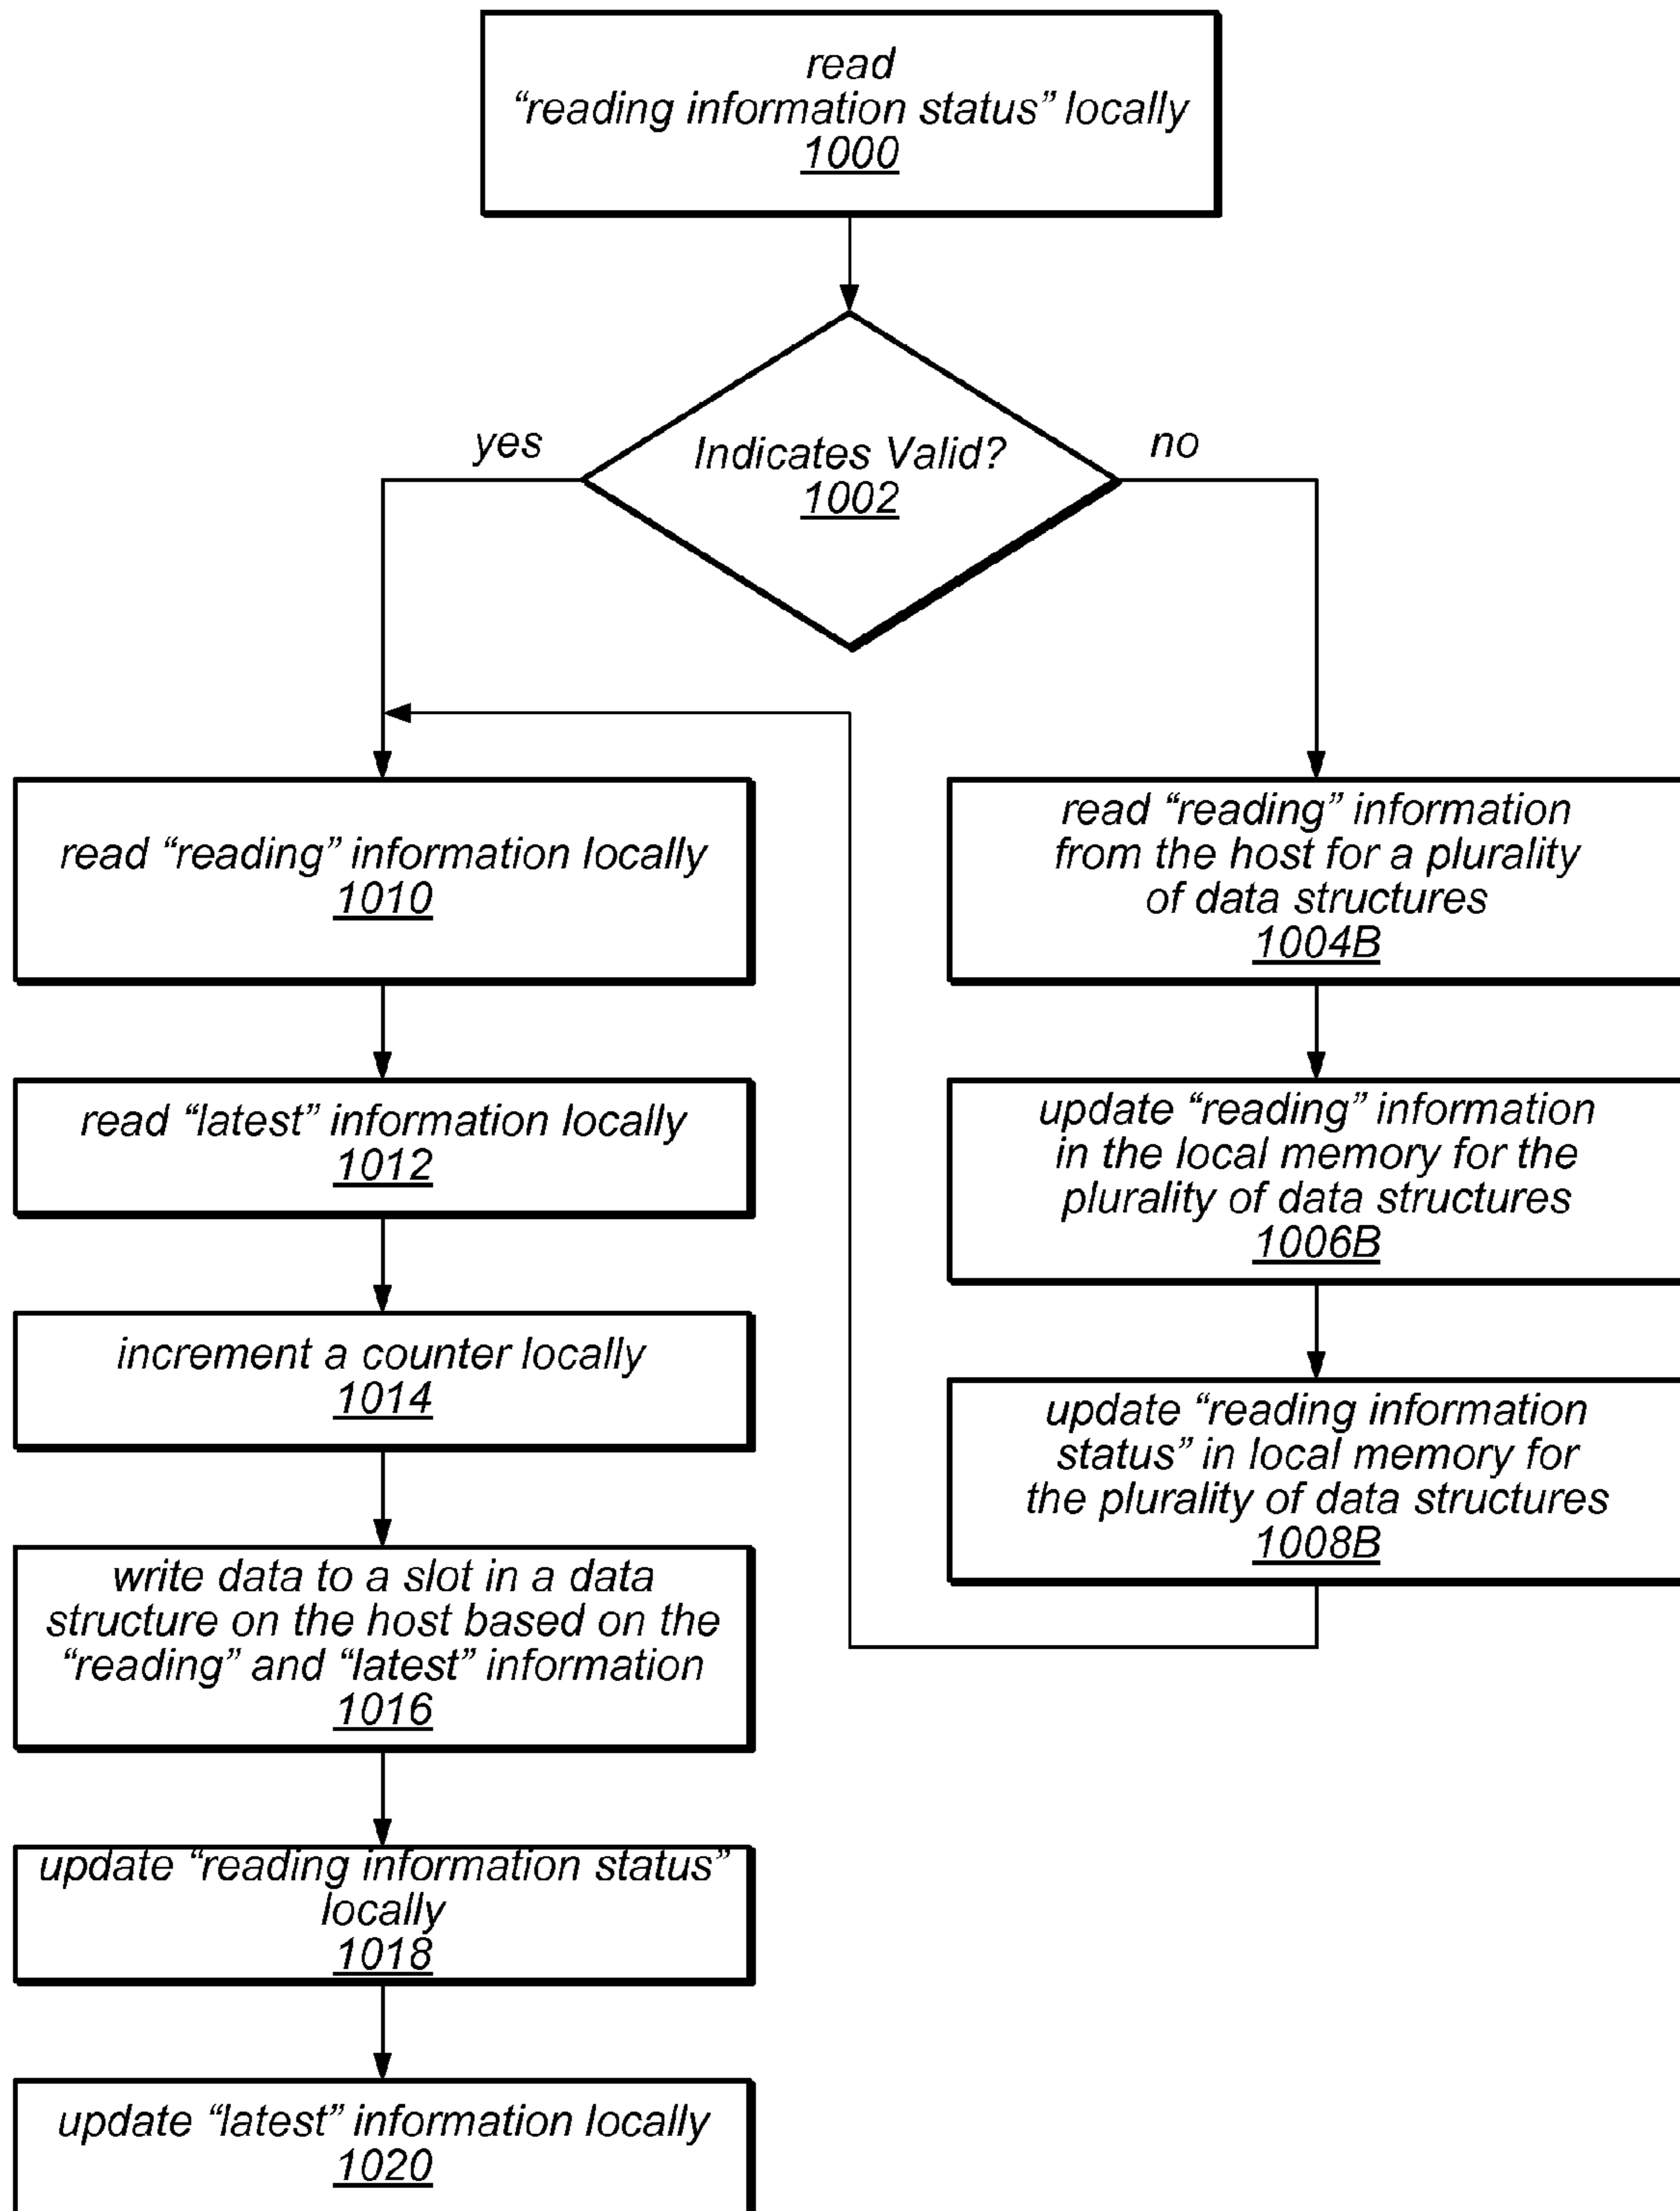 read
“reading information status” locally
1000
Indicates Valid?
1002
yes
no
read “reading” information locally
1010
read “latest” information locally
1012
increment a counter locally
1014
write data to a slot in a data
structure on the host based on the
“reading” and “latest” information
1016
update “reading information status”
locally
1018
update “latest” information locally
1020
read “reading” information
from the host for a plurality
of data structures
1004B
update “reading” information
in the local memory for the
plurality of data structures
1006B
update “reading information
status” in local memory for
the plurality of data structures
1008B